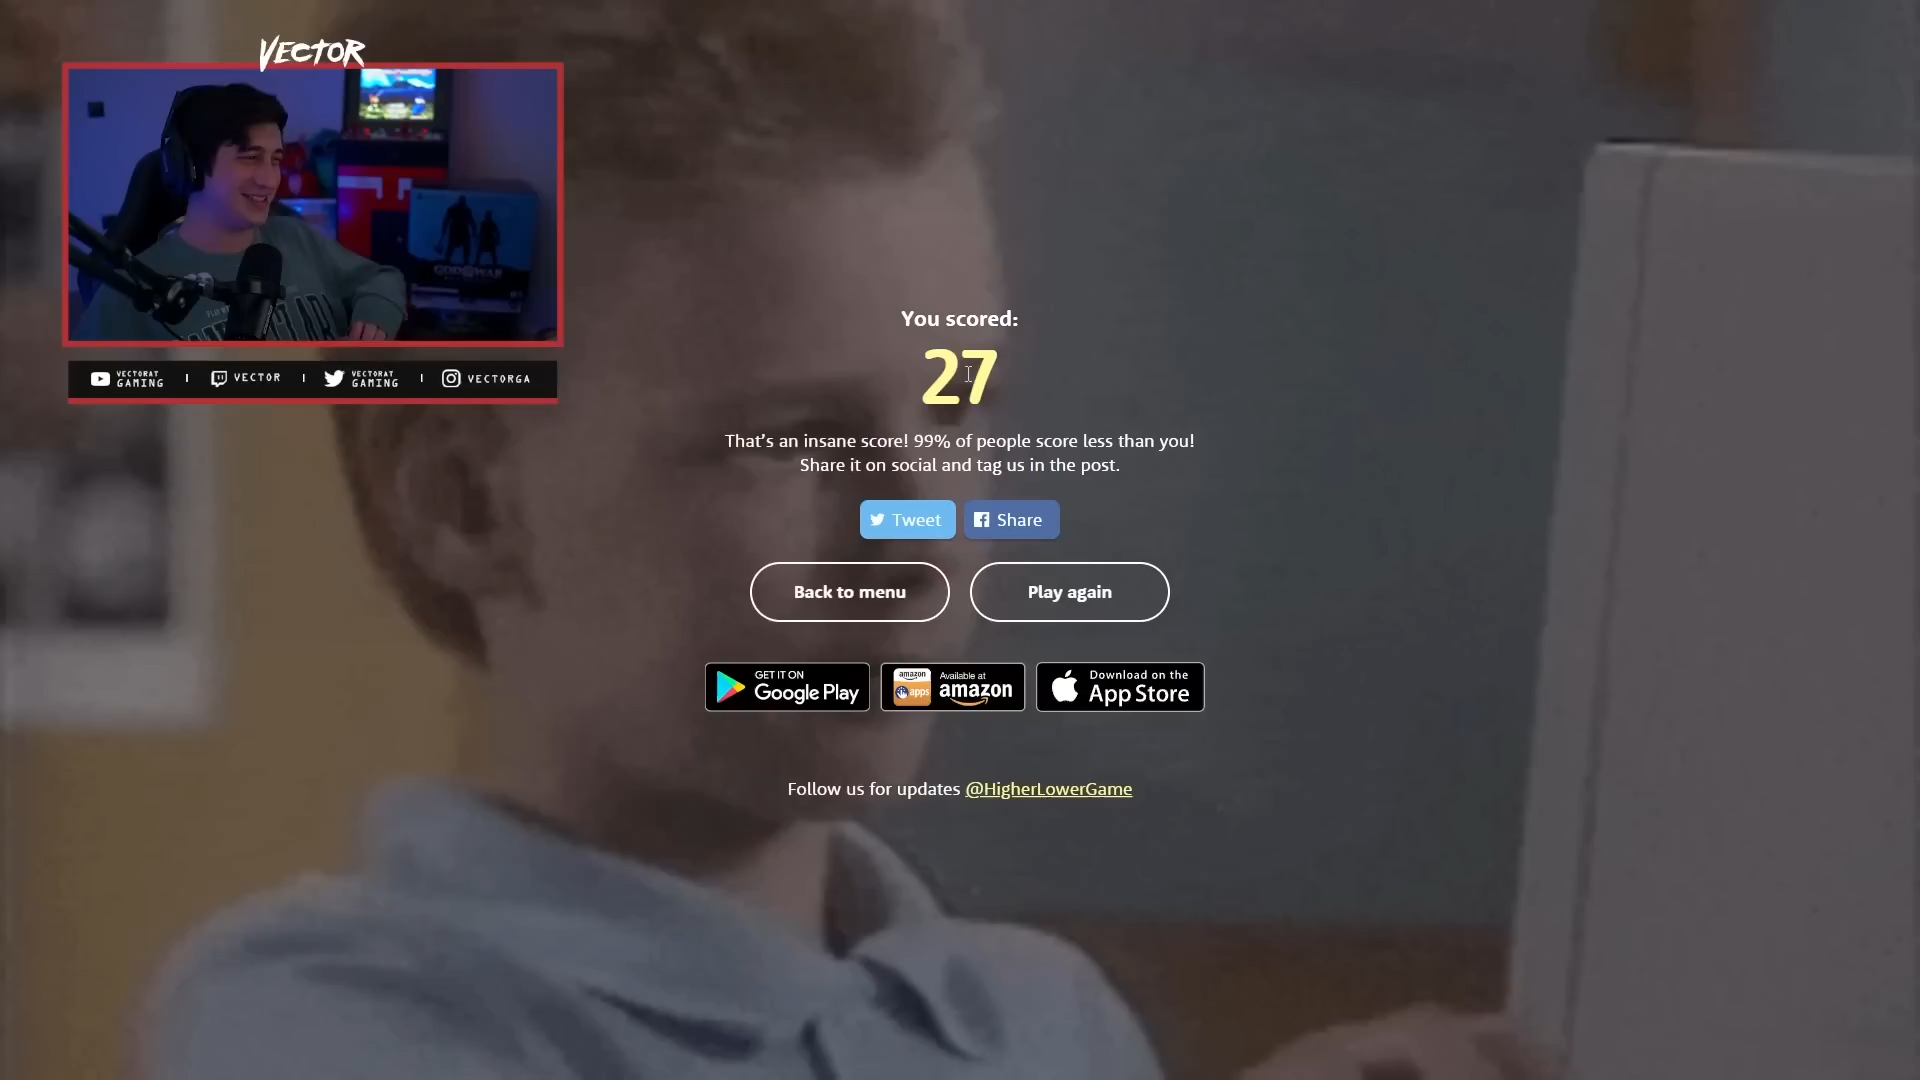 VECTOR
GOD OF WAR
VECTORAT
GAMING
VECTOR
VECTORAT
GAMING
VECTORGA
You scored:
27
That's an insane score! 99% of people score less than you!
Share it on social and tag us in the post.
Tweet
Share
Back to menu
Play again
GET IT ON
Google Play
amazon
apps
Available at
amazon
Download on the
App Store
Follow us for updates @HigherLowerGame